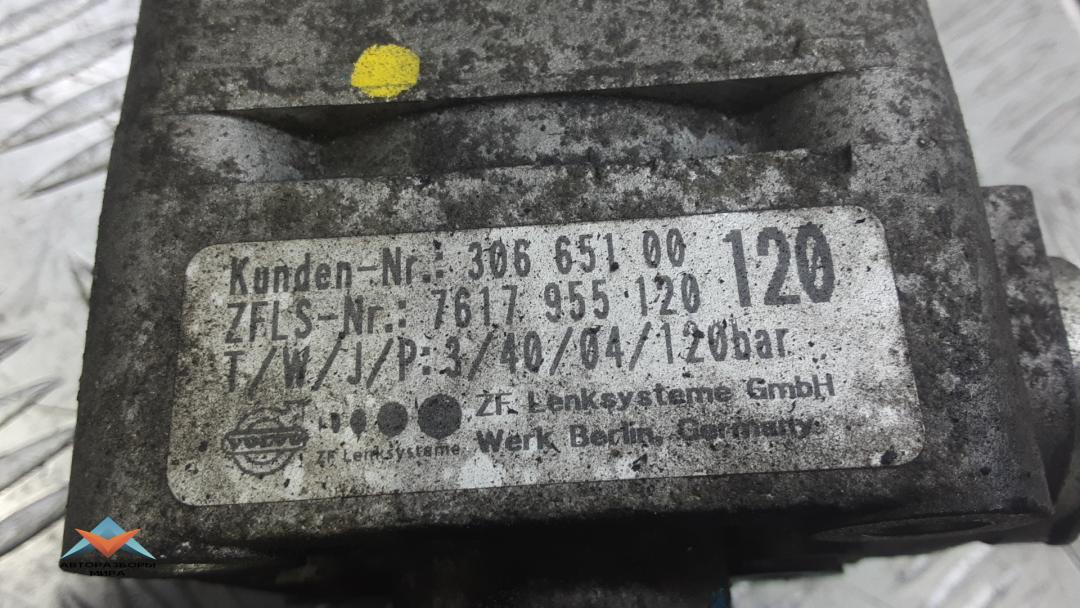 Kunden-Nr.: 306 651 00 120
ZFLS-Nr.: 7617 955 120
T/W/J/P:3/40/04/120bar
VOLVO
ZF Lenksysteme
ZF Lenksysteme GmbH
Werk Berlin, Germany
АВТОРАЗБОРЫ
МИРА